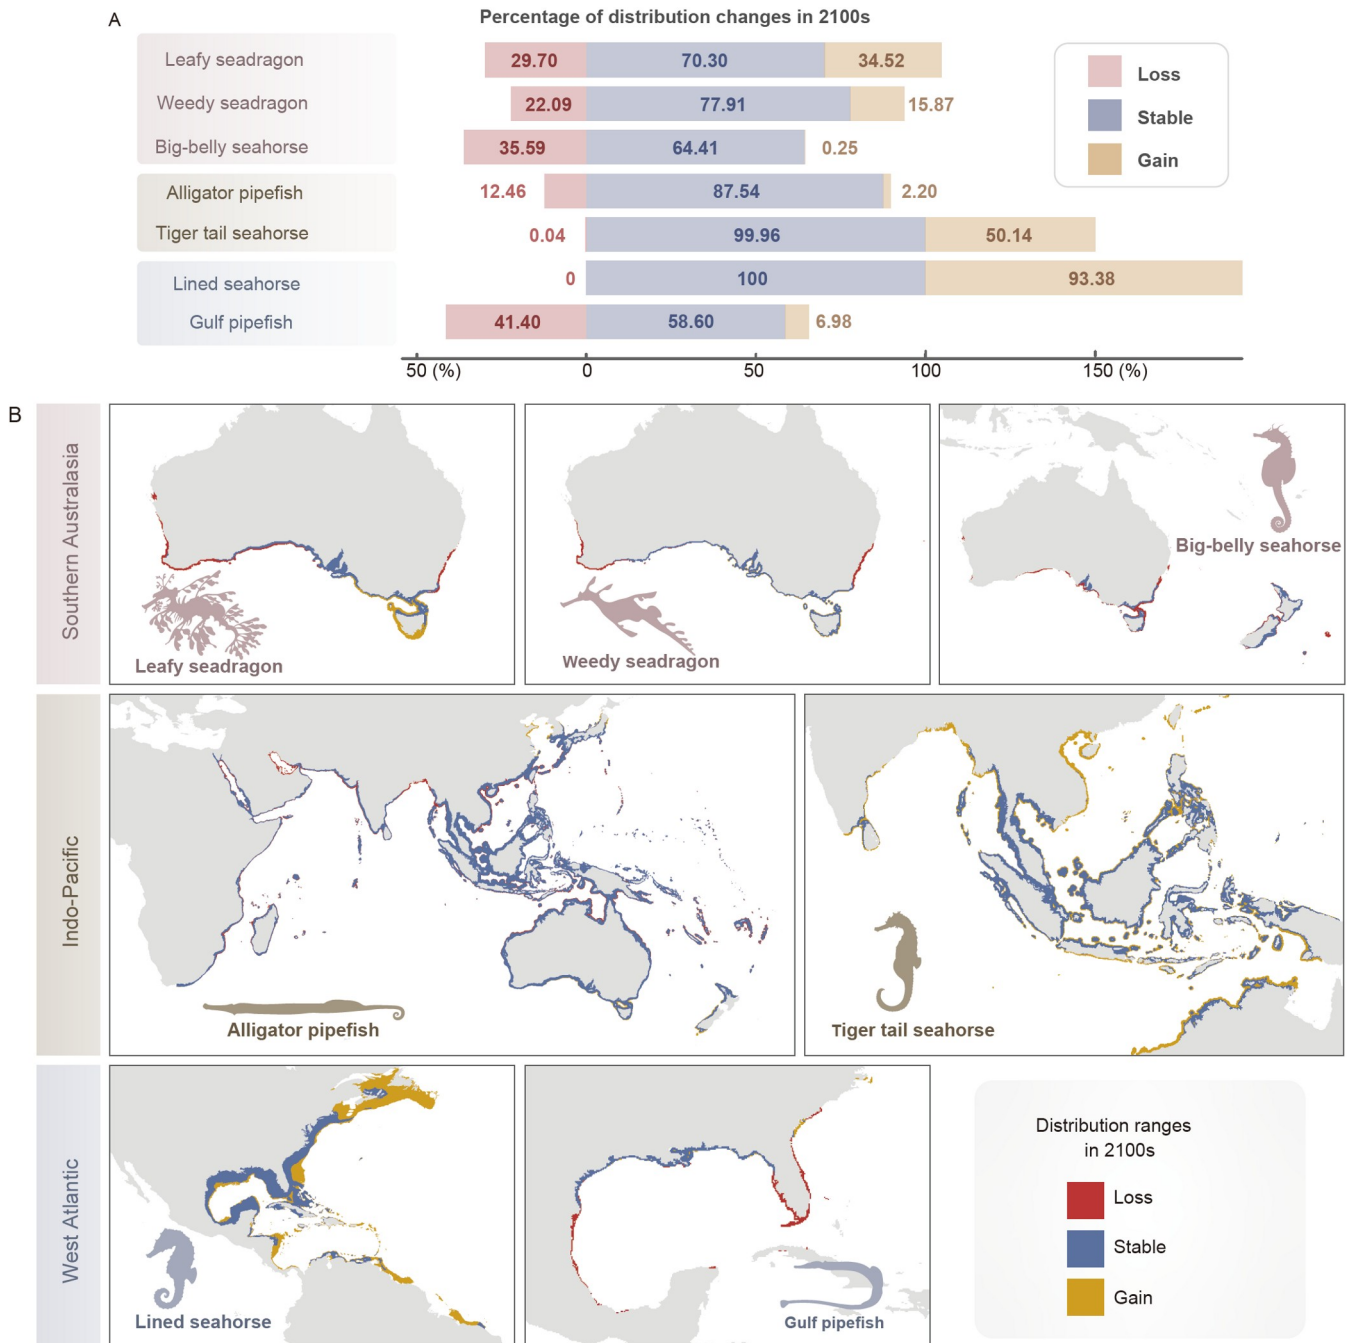 A
Percentage of distribution changes in 2100s
Leafy seadragon 29.70 70.30 34.52
Weedy seadragon 22.09 77.91 15.87
Big-belly seahorse 35.59 64.41 0.25
Alligator pipefish 12.46 87.54 2.20
Tiger tail seahorse 0.04 99.96 50.14
Lined seahorse 0 100 93.38
Gulf pipefish 41.40 58.60 6.98
50 (%) 0 50 100 150 (%)
Loss
Stable
Gain
B
Southern Australasia
Leafy seadragon
Weedy seadragon
Big-belly seahorse
Indo-Pacific
Alligator pipefish
Tiger tail seahorse
West Atlantic
Lined seahorse
Gulf pipefish
Distribution ranges
in 2100s
Loss
Stable
Gain